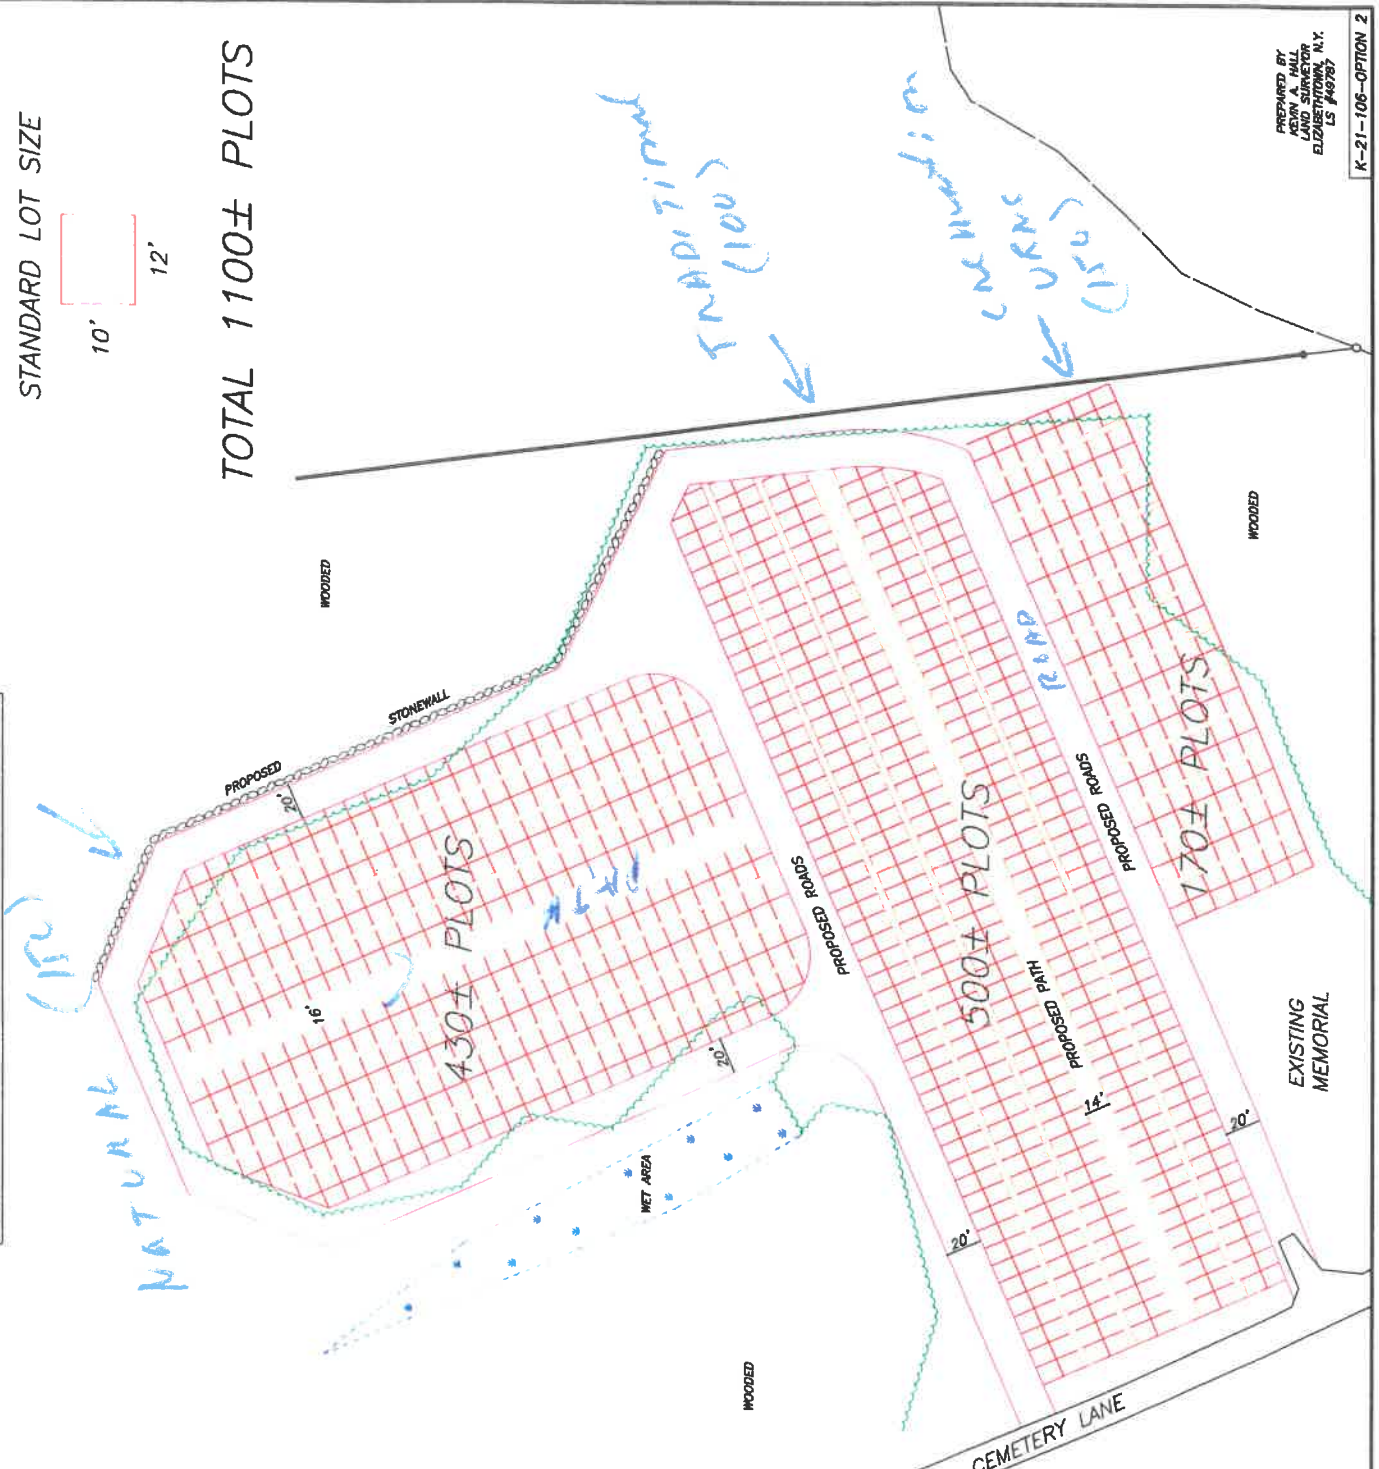 STANDARD LOT SIZE
10'
12'
TOTAL 1100± PLOTS
TRADITIONAL
(100)
CREMATION
URNS
(150)
PREPARED BY
KEVIN A. HALL
LAND SURVEYOR
ELIZABETHTOWN, N.Y.
LS #49787
K-21-106-OPTION 2
WOODED
WOODED
PROPOSED STONEWALL
20'
NATURAL
(150)
16'
430± PLOTS
PROPOSED ROADS
500± PLOTS
PROPOSED PATH
14'
ROAD
PROPOSED ROADS
170± PLOTS
20'
WET AREA
20'
20'
EXISTING
MEMORIAL
WOODED
CEMETERY LANE